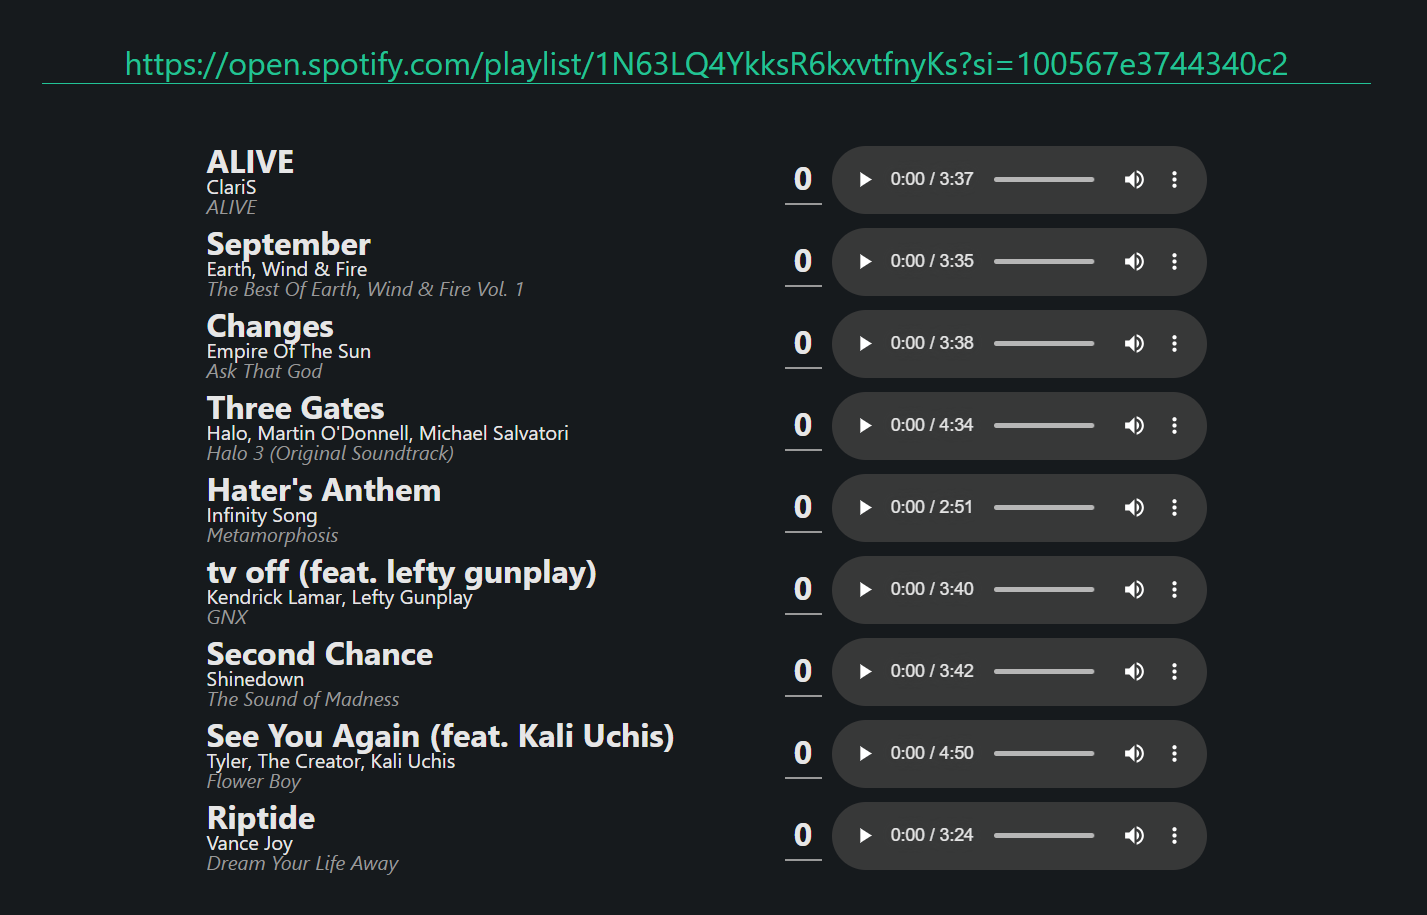 https://open.spotify.com/playlist/1N63LQ4YkksR6kxvtfnyKs?si=100567e3744340c2
ALIVE
ClariS
ALIVE
0
0:00 / 3:37
September
Earth, Wind & Fire
The Best Of Earth, Wind & Fire Vol. 1
0
0:00 / 3:35
Changes
Empire Of The Sun
Ask That God
0
0:00 / 3:38
Three Gates
Halo, Martin O'Donnell, Michael Salvatori
Halo 3 (Original Soundtrack)
0
0:00 / 4:34
Hater's Anthem
Infinity Song
Metamorphosis
0
0:00 / 2:51
tv off (feat. lefty gunplay)
Kendrick Lamar, Lefty Gunplay
GNX
0
0:00 / 3:40
Second Chance
Shinedown
The Sound of Madness
0
0:00 / 3:42
See You Again (feat. Kali Uchis)
Tyler, The Creator, Kali Uchis
Flower Boy
0
0:00 / 4:50
Riptide
Vance Joy
Dream Your Life Away
0
0:00 / 3:24